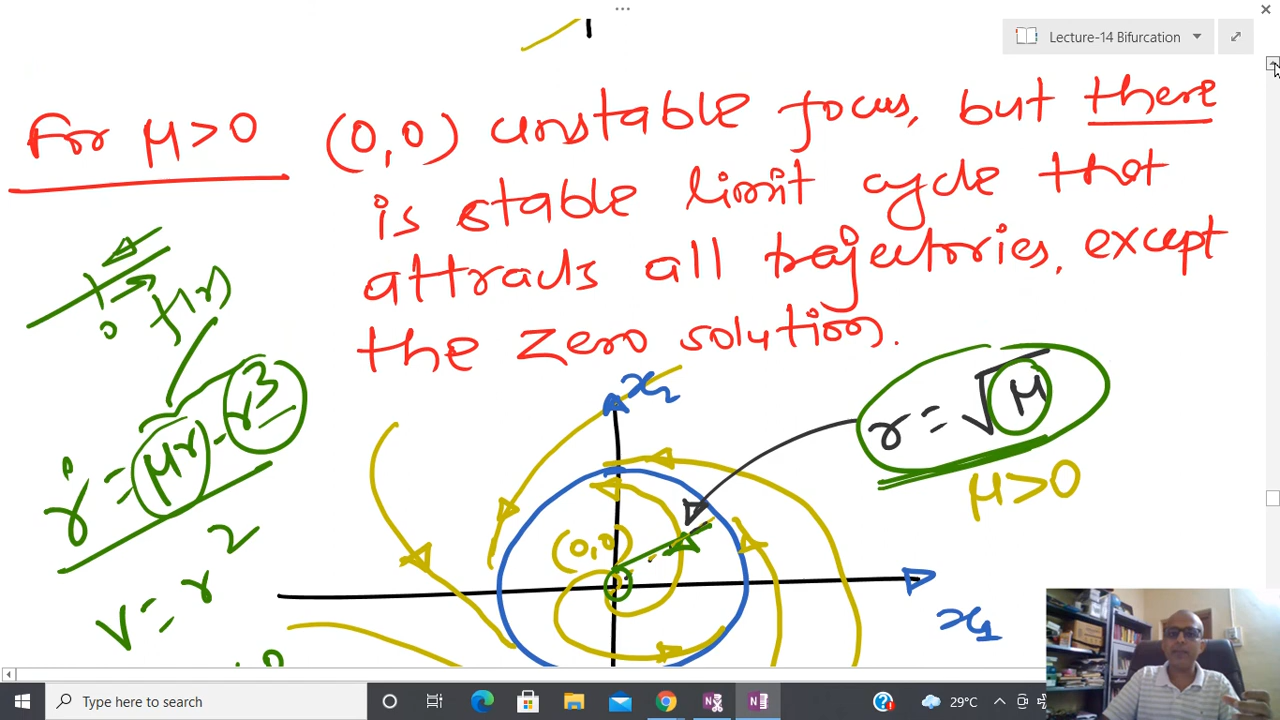 Lecture-14 Bifurcation
For μ>0 (0,0) unstable focus, but there
is stable limit cycle that
attracts all trajectories, except
the zero solution.
0 f(r)
x₂
r = √μ
μ>0
ṙ = μr - r³
(0,0)
V = r²
x₁
Type here to search
29°C